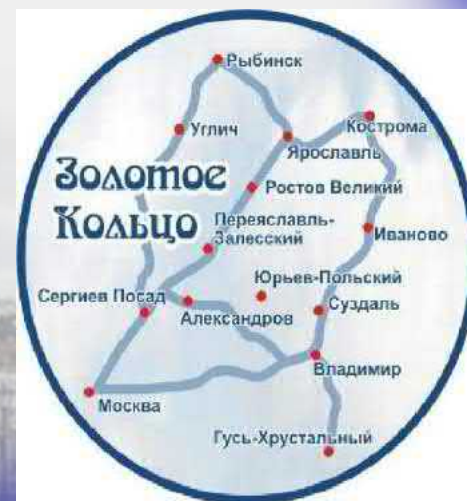 Рыбинск
Углич
Кострома
Ярославль
Золотое
Кольцо
Ростов Великий
Переяславль-
Залесский
Иваново
Юрьев-Польский
Сергиев Посад
Александров
Суздаль
Владимир
Москва
Гусь-Хрустальный